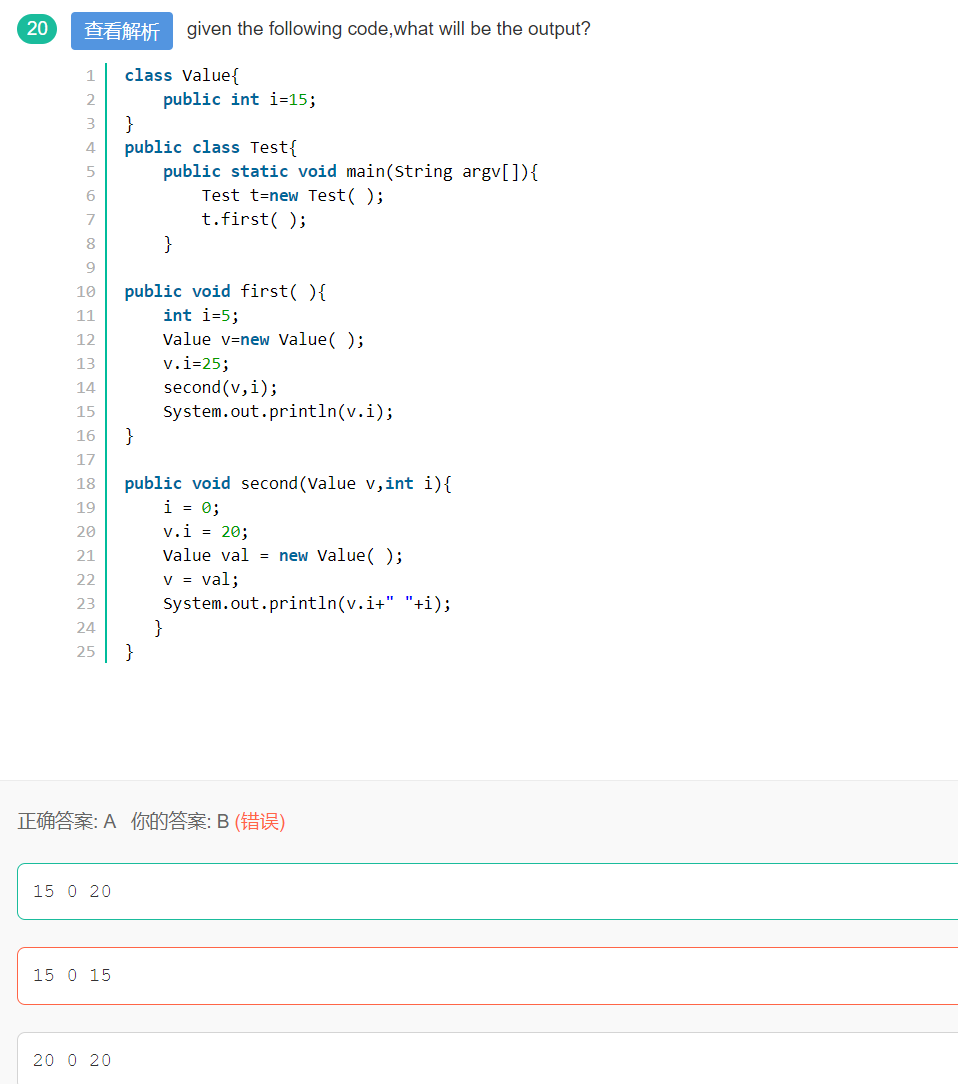 20 查看解析 given the following code,what will be the output?
1 class Value{
2     public int i=15;
3 }
4 public class Test{
5     public static void main(String argv[]){
6         Test t=new Test( );
7         t.first( );
8     }
9
10 public void first( ){
11     int i=5;
12     Value v=new Value( );
13     v.i=25;
14     second(v,i);
15     System.out.println(v.i);
16 }
17
18 public void second(Value v,int i){
19     i = 0;
20     v.i = 20;
21     Value val = new Value( );
22     v = val;
23     System.out.println(v.i+" "+i);
24    }
25 }
正确答案: A 你的答案: B (错误)
15 0 20
15 0 15
20 0 20